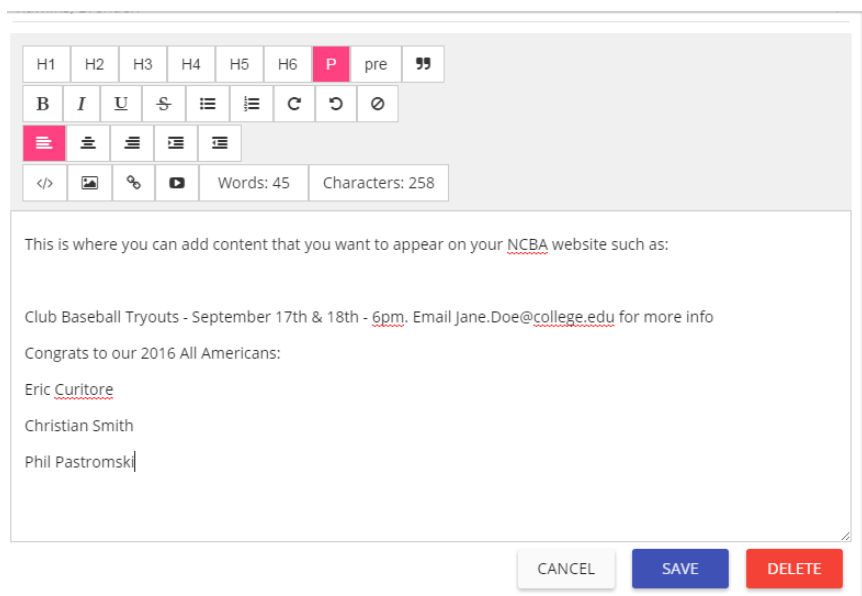 H1 H2 H3 H4 H5 H6 P pre ”
B I U S
</> Words: 45 Characters: 258
This is where you can add content that you want to appear on your NCBA website such as:
Club Baseball Tryouts - September 17th & 18th - 6pm. Email Jane.Doe@college.edu for more info
Congrats to our 2016 All Americans:
Eric Curitore
Christian Smith
Phil Pastromski
CANCEL SAVE DELETE